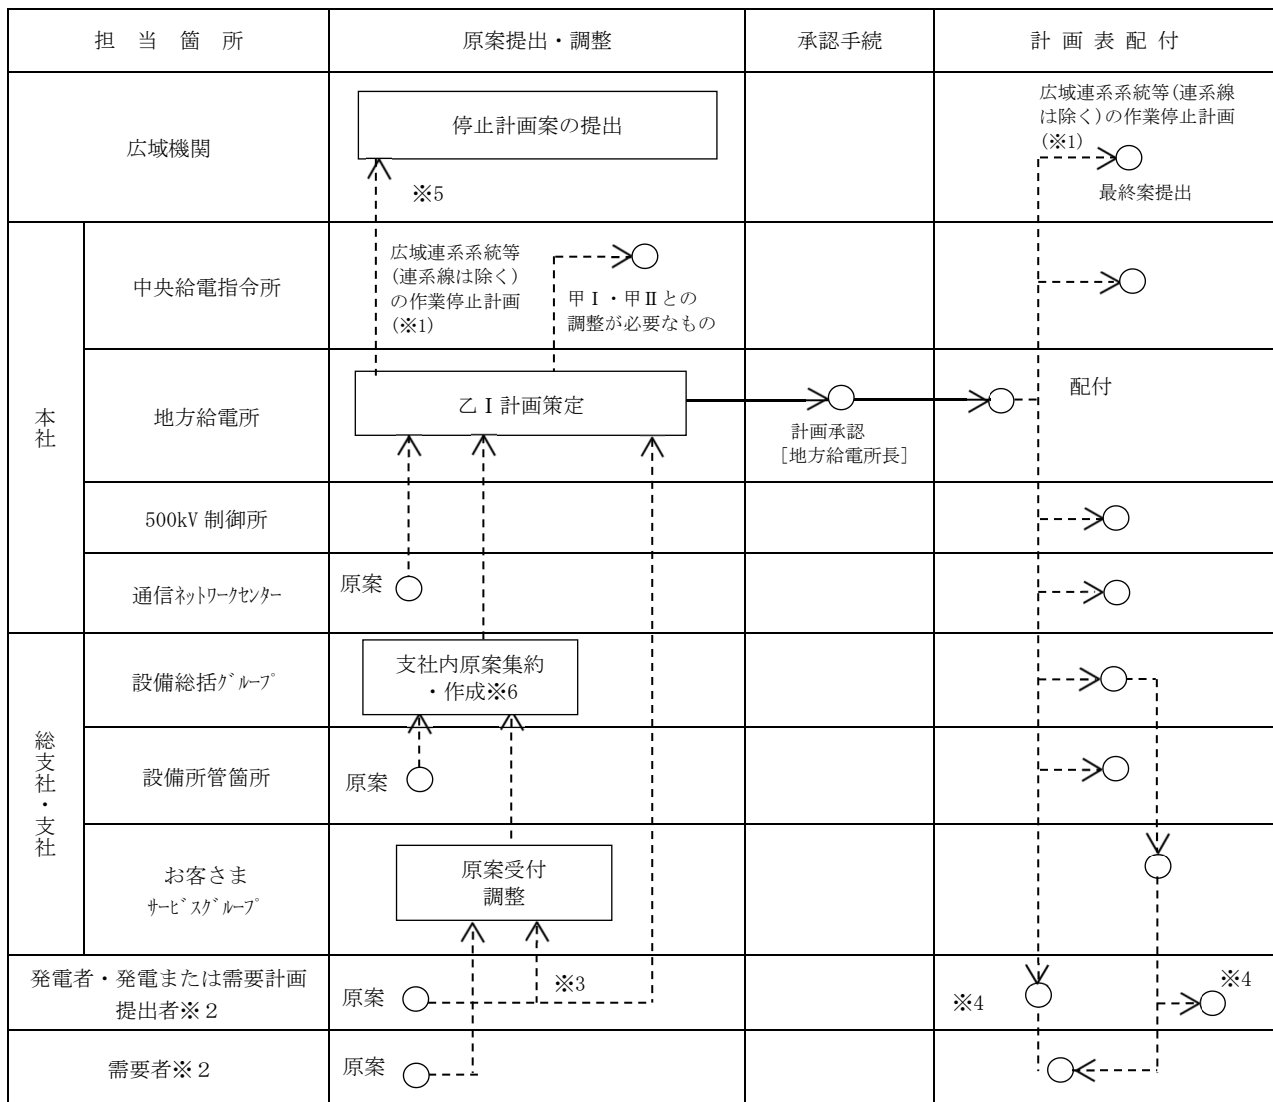 担 当 箇 所
原案提出・調整
承認手続
計 画 表 配 付
広域機関
停止計画案の提出
※5
広域連系系統等(連系線
は除く)の作業停止計画
(※1)
最終案提出
本社
中央給電指令所
広域連系系統等
(連系線は除く)
の作業停止計画
(※1)
甲Ⅰ・甲Ⅱとの
調整が必要なもの
地方給電所
乙Ⅰ計画策定
計画承認
[地方給電所長]
配付
500kV 制御所
通信ﾈｯﾄﾜｰｸｾﾝﾀｰ
原案
総支社・支社
設備総括ｸﾞﾙｰﾌﾟ
支社内原案集約
・作成※6
設備所管箇所
原案
お客さま
ｻｰﾋﾞｽｸﾞﾙｰﾌﾟ
原案受付
調整
発電者・発電または需要計画
提出者※２
原案
※3
※4
※4
需要者※２
原案